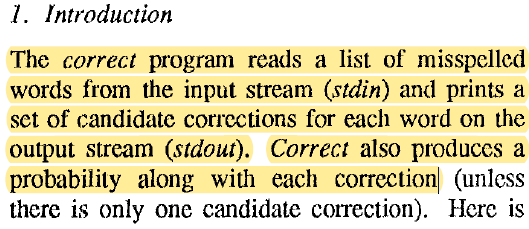 1. Introduction
The correct program reads a list of misspelled
words from the input stream (stdin) and prints a
set of candidate corrections for each word on the
output stream (stdout). Correct also produces a
probability along with each correction (unless
there is only one candidate correction). Here is